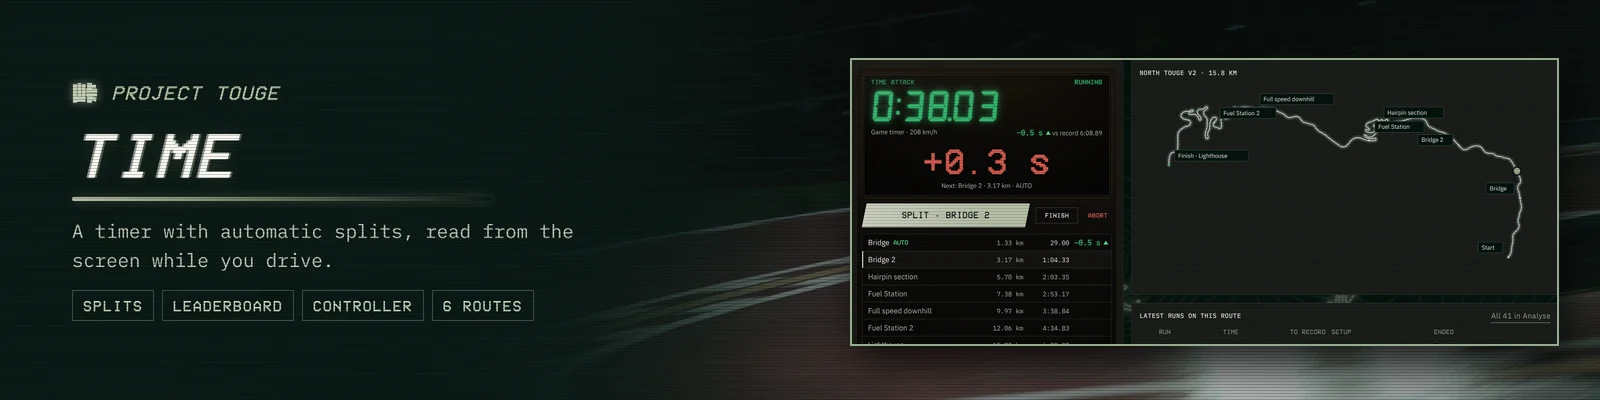 PROJECT TOUGE
TIME
A timer with automatic splits, read from the
screen while you drive.
SPLITS
LEADERBOARD
CONTROLLER
6 ROUTES
TIME ATTACK
RUNNING
0:38.03
Game timer · 208 km/h
-0.5 s ▲ vs record 6:08.89
+0.3 s
Next: Bridge 2 · 3.17 km · AUTO
SPLIT · BRIDGE 2
FINISH
ABORT
Bridge AUTO 1.33 km 29.00 -0.5 s ▲
Bridge 2 3.17 km 1:04.33
Hairpin section 5.70 km 2:03.35
Fuel Station 7.38 km 2:53.17
Full speed downhill 9.97 km 3:38.84
Fuel Station 2 12.06 km 4:34.83
NORTH TOUGE V2 · 15.8 KM
Full speed downhill
Fuel Station 2
Hairpin section
Fuel Station
Bridge 2
Finish · Lighthouse
Bridge
Start
LATEST RUNS ON THIS ROUTE
All 41 in Analyse
RUN TIME TO RECORD SETUP ENDED